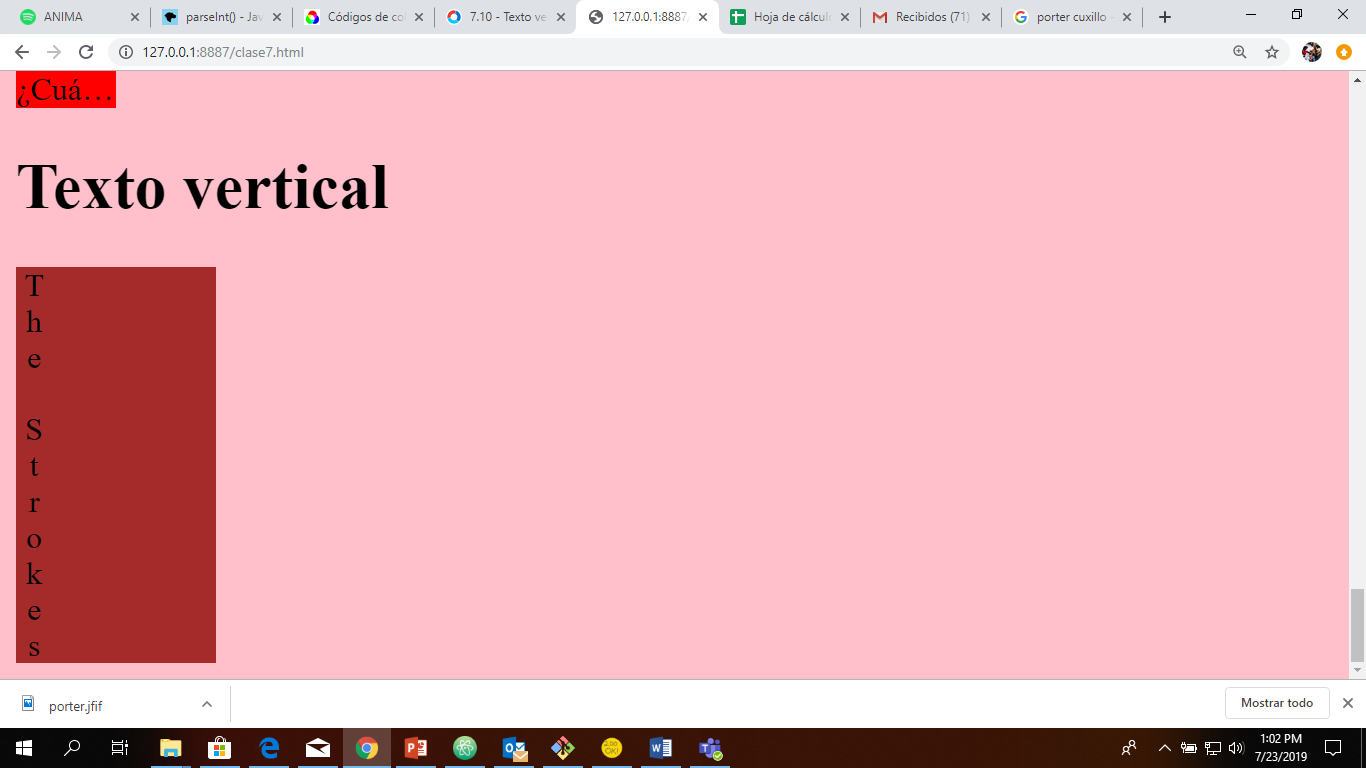 ANIMA
parseInt() - Jav
Códigos de col
7.10 - Texto ve
127.0.0.1:8887/
Hoja de cálcul
Recibidos (71)
porter cuxillo -
127.0.0.1:8887/clase7.html
¿Cuá…
Texto vertical
T
h
e
S
t
r
o
k
e
s
porter.jfif
Mostrar todo
1:02 PM
7/23/2019